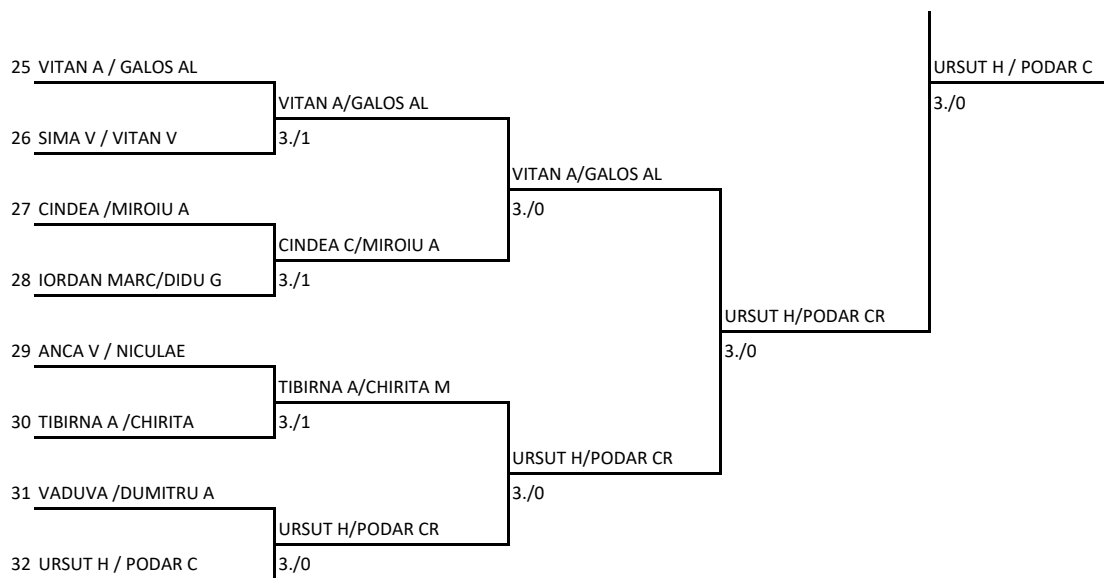 25 VITAN A / GALOS AL
URSUT H / PODAR C
VITAN A/GALOS AL
3./0
26 SIMA V / VITAN V
3./1
VITAN A/GALOS AL
27 CINDEA /MIROIU A
3./0
CINDEA C/MIROIU A
28 IORDAN MARC/DIDU G
3./1
URSUT H/PODAR CR
29 ANCA V / NICULAE
3./0
TIBIRNA A/CHIRITA M
30 TIBIRNA A /CHIRITA
3./1
URSUT H/PODAR CR
31 VADUVA /DUMITRU A
3./0
URSUT H/PODAR CR
32 URSUT H / PODAR C
3./0